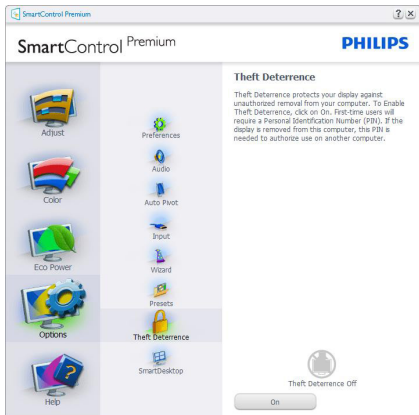 SmartControl Premium
SmartControl Premium
PHILIPS
Adjust
Color
Eco Power
Options
Help
Preferences
Audio
Auto Pivot
Input
Wizard
Presets
Theft Deterrence
SmartDesktop
Theft Deterrence
Theft Deterrence protects your display against
unauthorized removal from your computer. To Enable
Theft Deterrence, click on On. First-time users will
require a Personal Identification Number (PIN). If the
display is removed from this computer, this PIN is
needed to authorize use on another computer.
Theft Deterrence Off
On